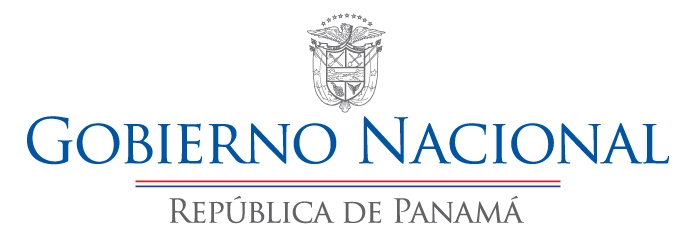 GOBIERNO NACIONAL
REPÚBLICA DE PANAMÁ